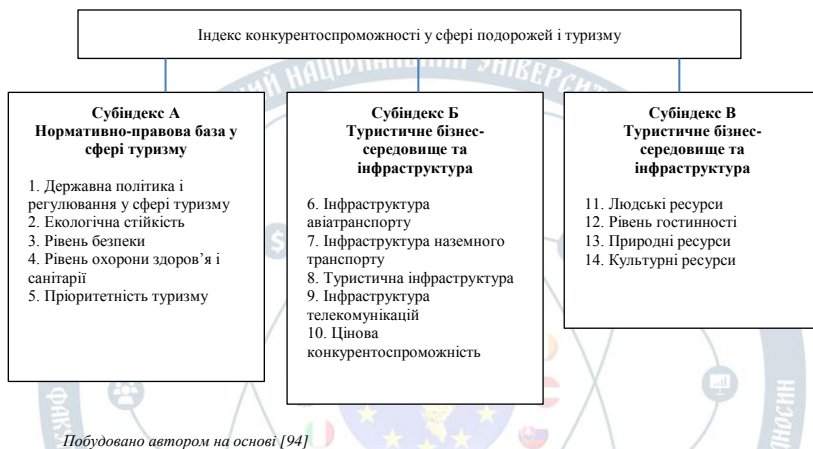 Індекс конкурентоспроможності у сфері подорожей і туризму
Субіндекс А
Нормативно-правова база у
сфері туризму
1. Державна політика і
регулювання у сфері туризму
2. Екологічна стійкість
3. Рівень безпеки
4. Рівень охорони здоров’я і
санітарії
5. Пріоритетність туризму
Субіндекс Б
Туристичне бізнес-
середовище та
інфраструктура
6. Інфраструктура
авіатранспорту
7. Інфраструктура наземного
транспорту
8. Туристична інфраструктура
9. Інфраструктура
телекомунікацій
10. Цінова
конкурентоспроможність
Субіндекс В
Туристичне бізнес-
середовище та
інфраструктура
11. Людські ресурси
12. Рівень гостинності
13. Природні ресурси
14. Культурні ресурси
Побудовано автором на основі [94]